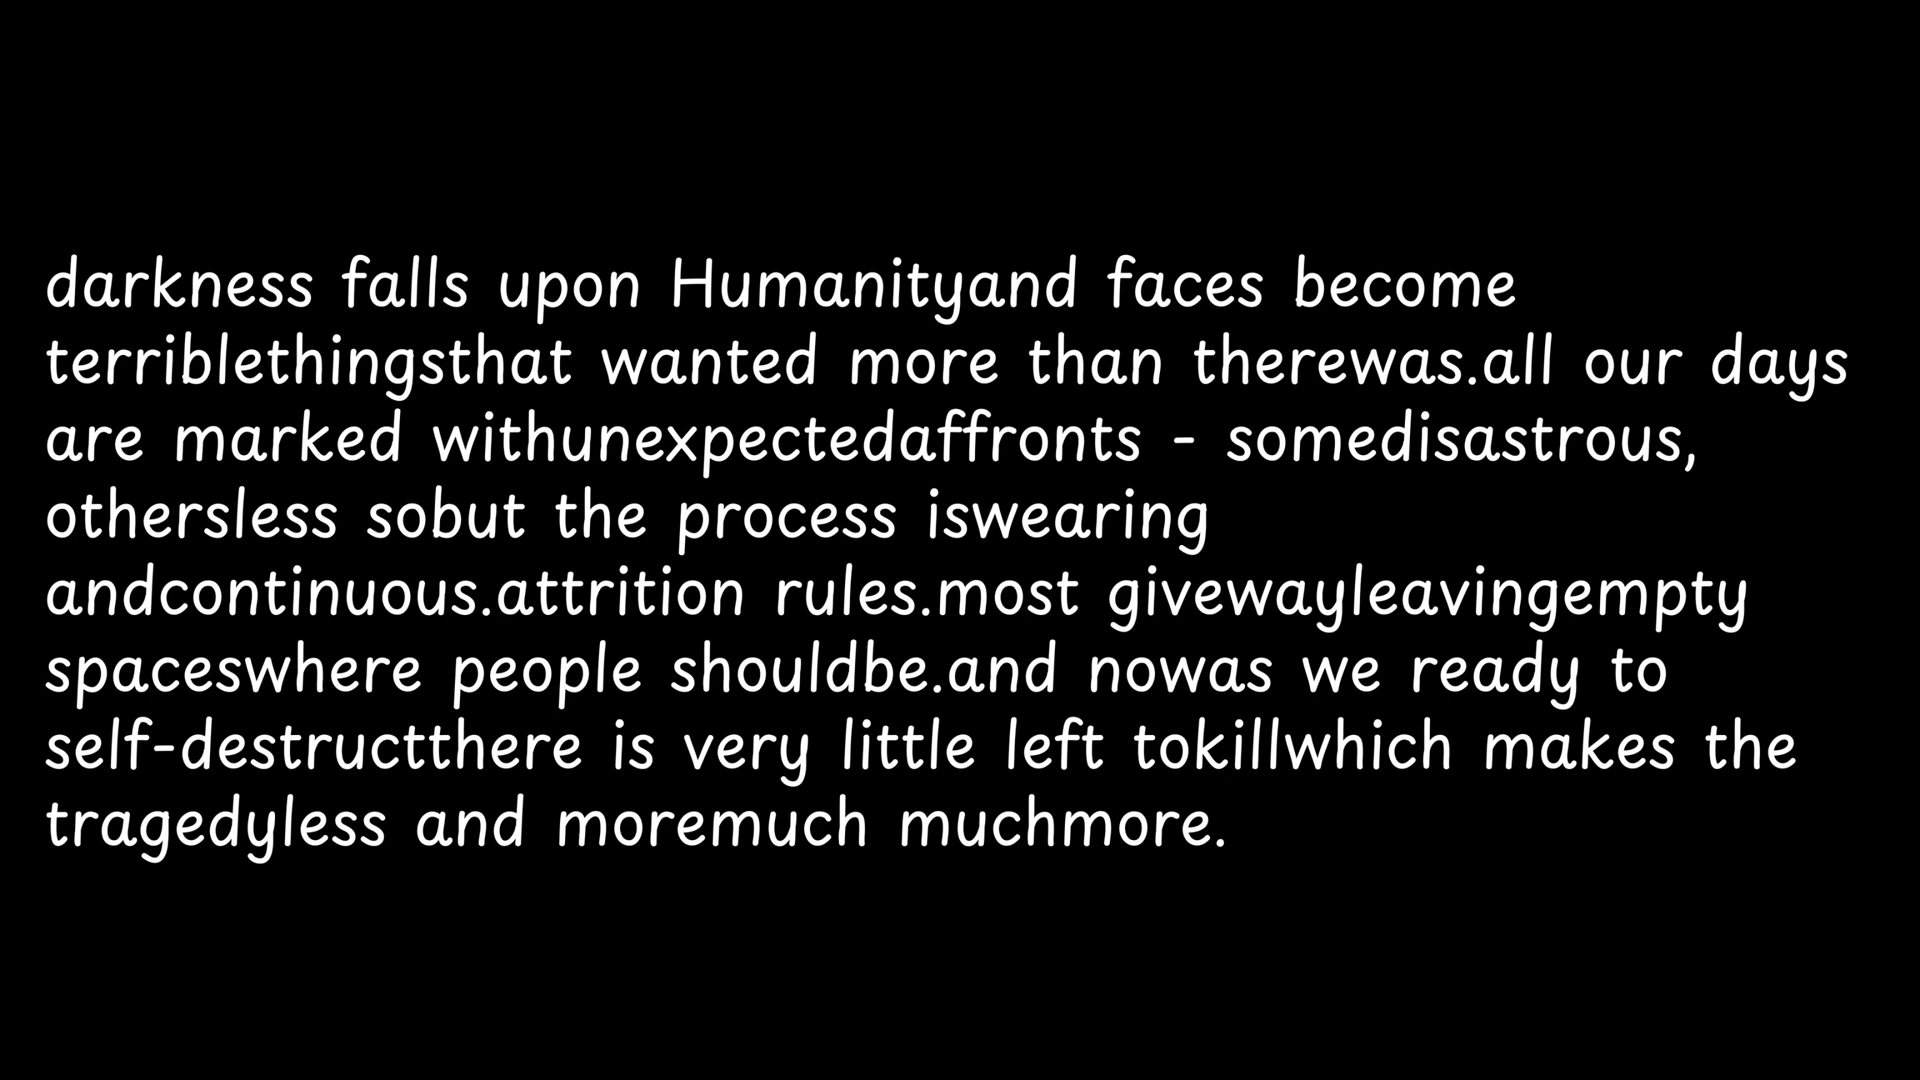 darkness falls upon Humanityand faces become
terriblethingsthat wanted more than therewas.all our days
are marked withunexpectedaffronts - somedisastrous,
othersless sobut the process iswearing
andcontinuous.attrition rules.most givewayleavingempty
spaceswhere people shouldbe.and nowas we ready to
self-destructthere is very little left tokillwhich makes the
tragedyless and moremuch muchmore.